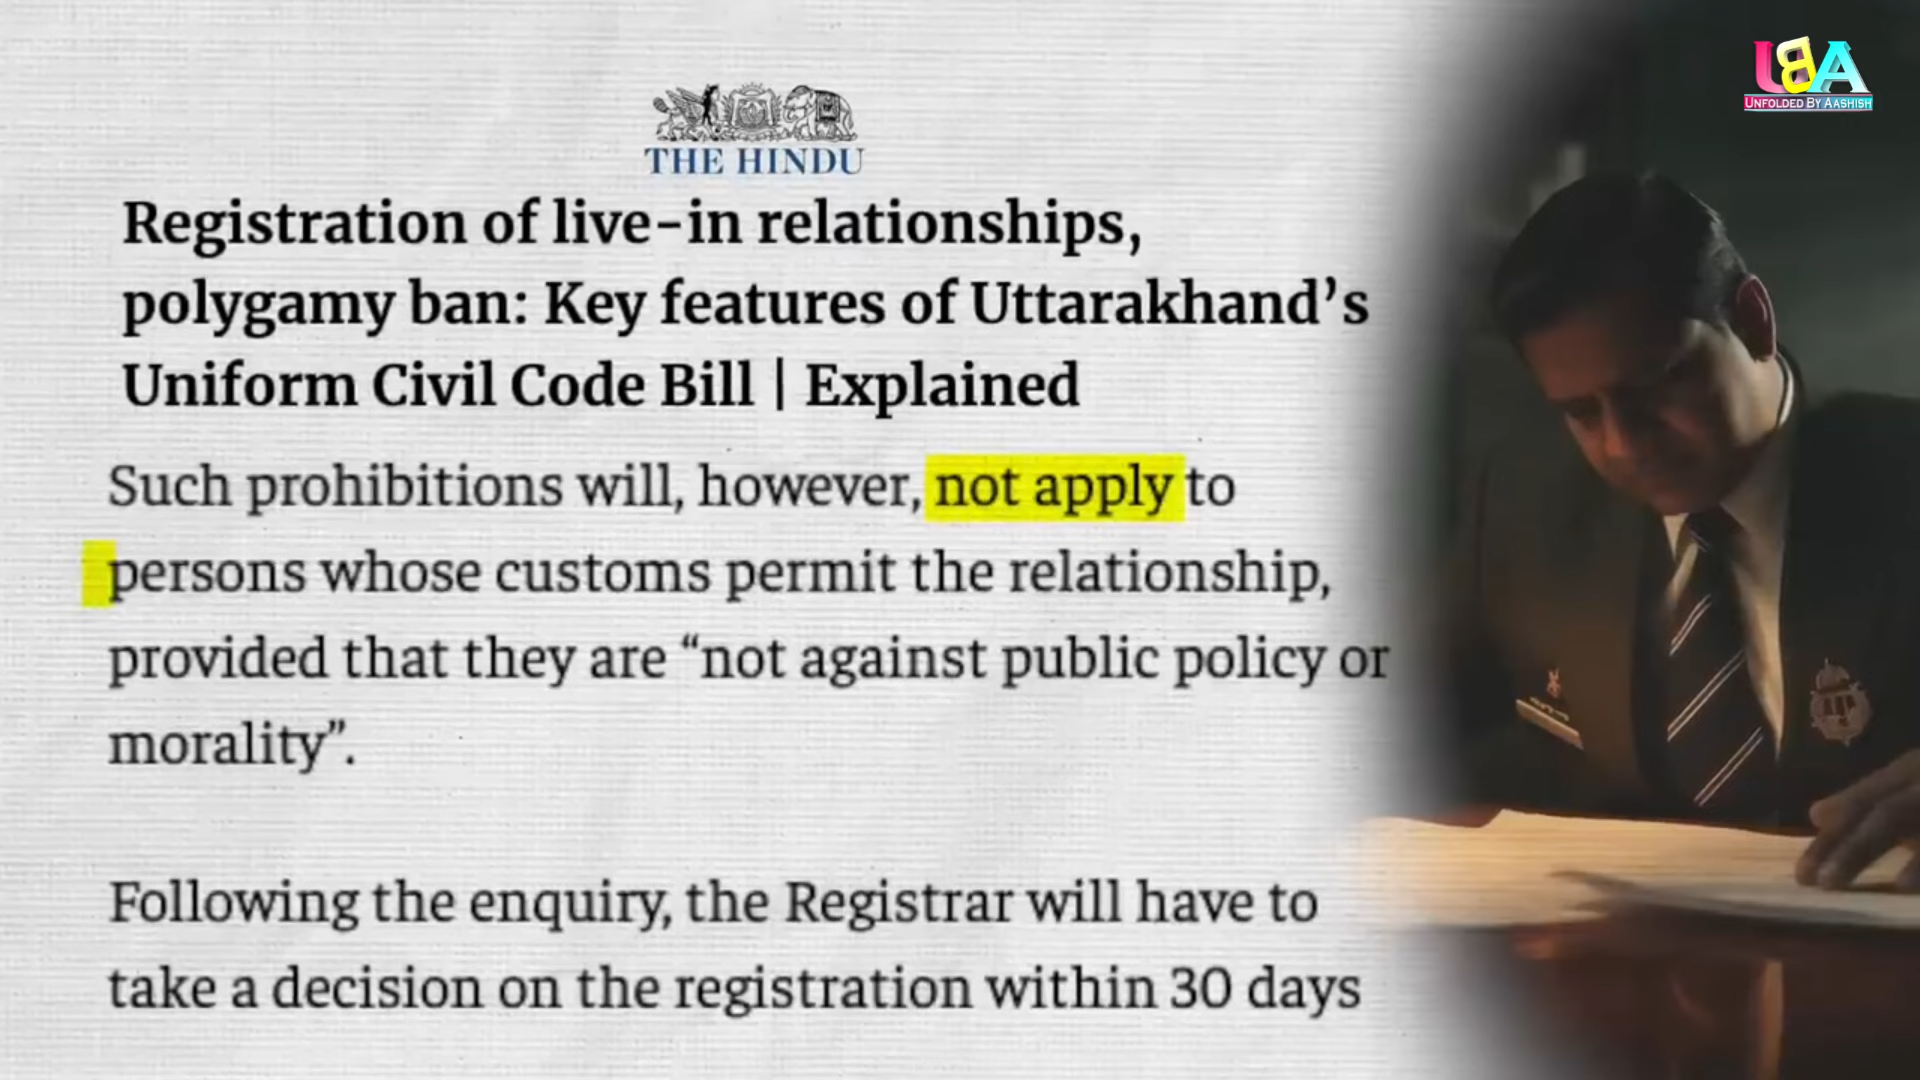 UBA
UNFOLDED BY AASHISH
THE HINDU
Registration of live-in relationships,
polygamy ban: Key features of Uttarakhand’s
Uniform Civil Code Bill | Explained
Such prohibitions will, however, not apply to
persons whose customs permit the relationship,
provided that they are “not against public policy or
morality”.
Following the enquiry, the Registrar will have to
take a decision on the registration within 30 days